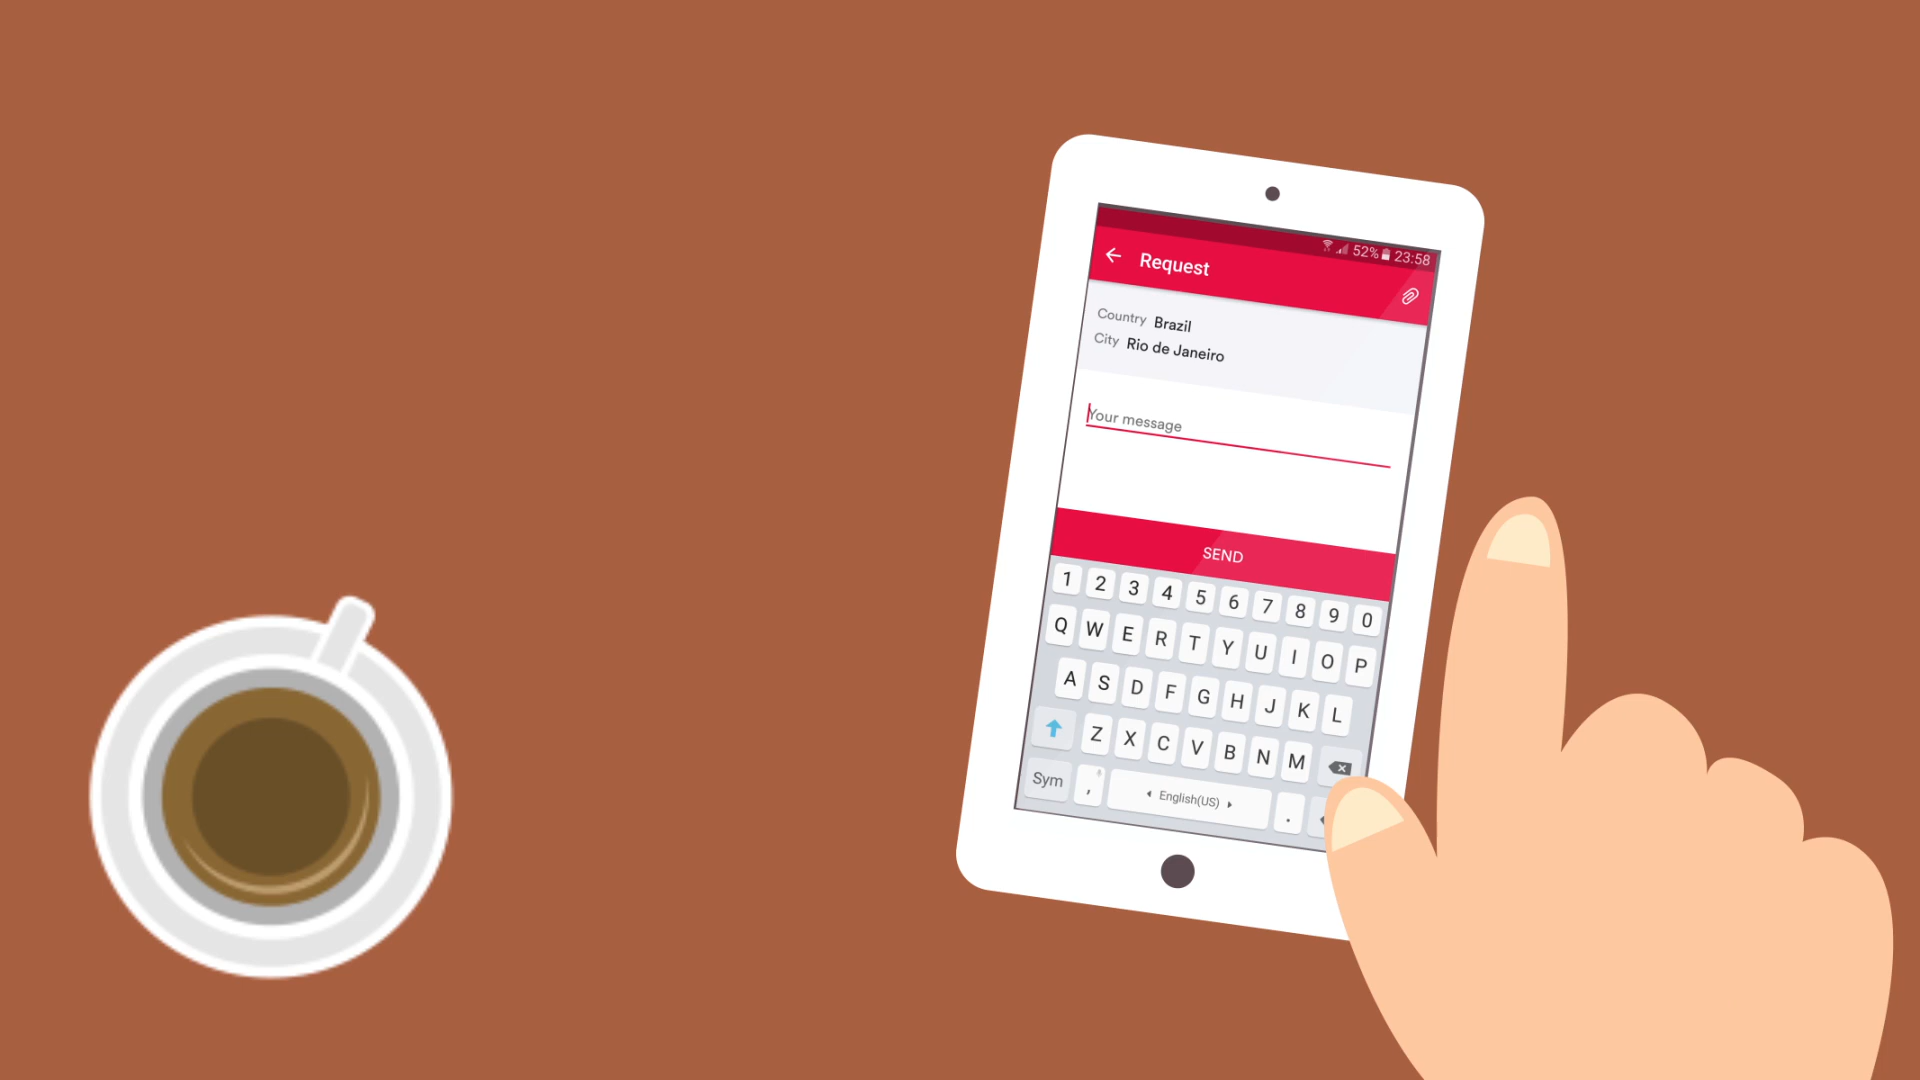 52% 23:58
Request
Country Brazil
City Rio de Janeiro
Your message
SEND
1 2 3 4 5 6 7 8 9 0
Q W E R T Y U I O P
A S D F G H J K L
Z X C V B N M
Sym , English(US) .